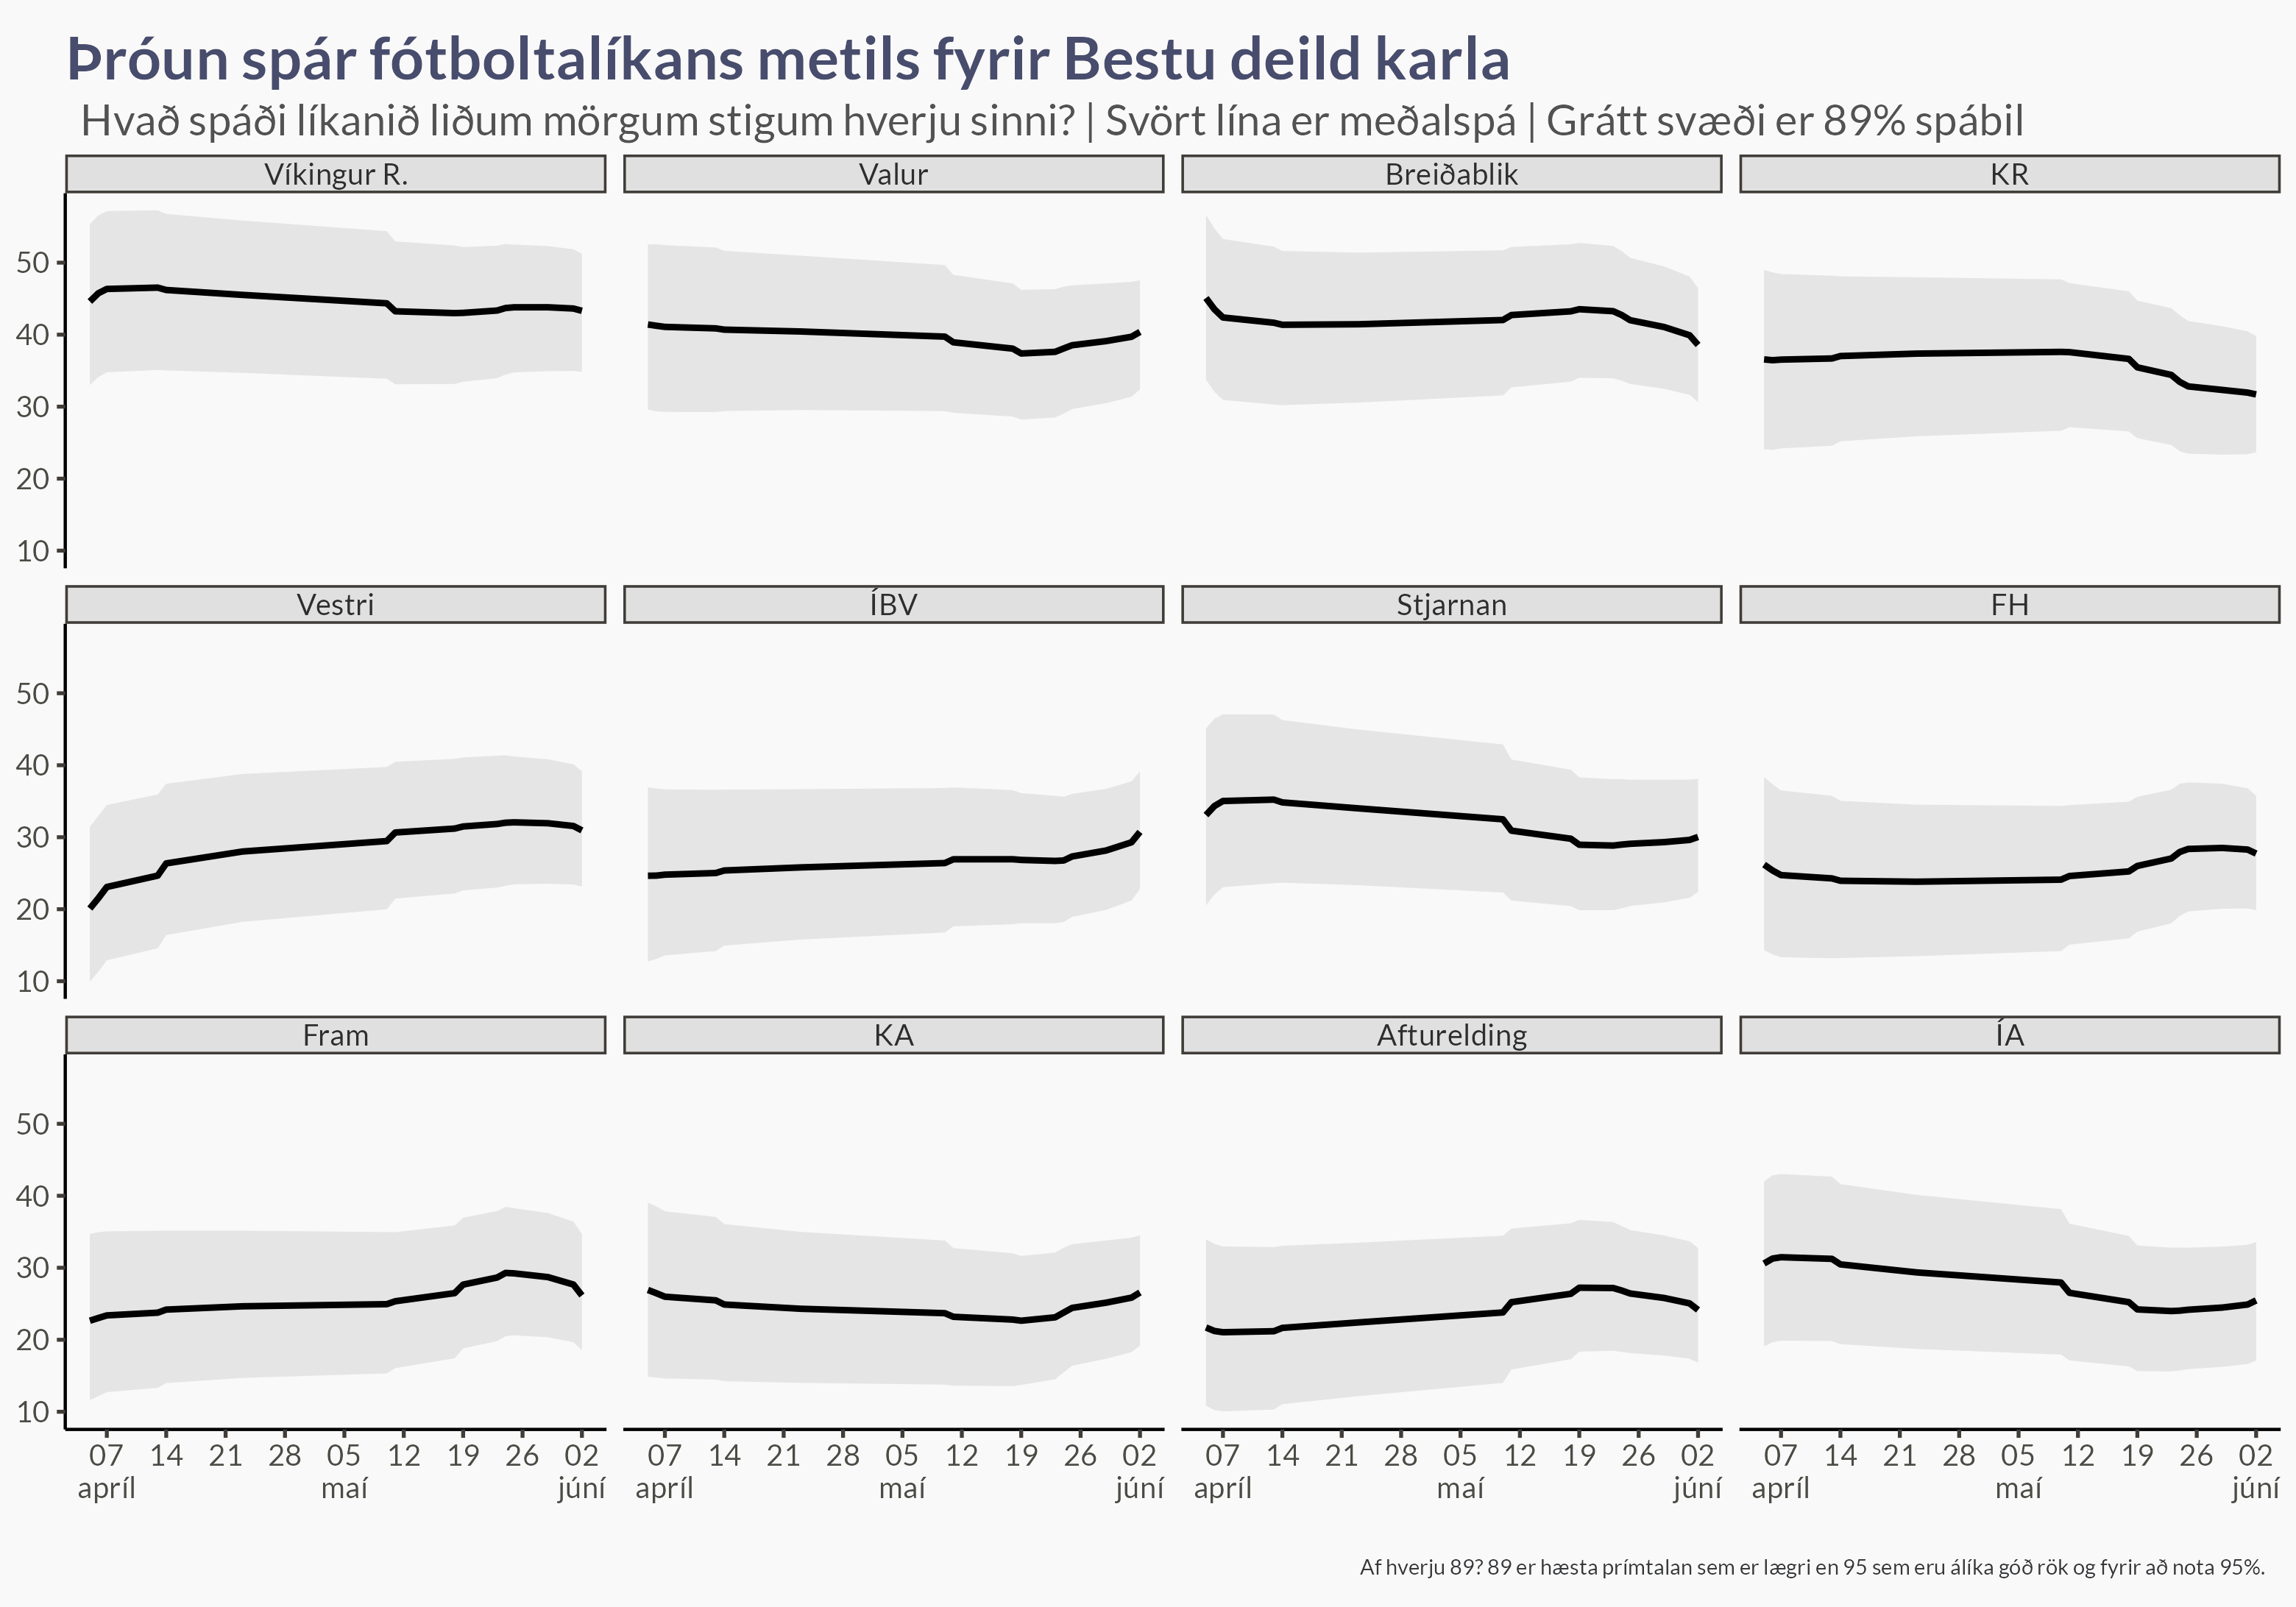 Þróun spár fótboltalíkans metils fyrir Bestu deild karla
Hvað spáði líkanið liðum mörgum stigum hverju sinni? | Svört lína er meðalspá | Grátt svæði er 89% spábil
Víkingur R. Valur Breiðablik KR
50
40
30
20
10
Vestri ÍBV Stjarnan FH
50
40
30
20
10
Fram KA Afturelding ÍA
50
40
30
20
10
07 14 21 28 05 12 19 26 02 07 14 21 28 05 12 19 26 02 07 14 21 28 05 12 19 26 02 07 14 21 28 05 12 19 26 02
apríl maí júní apríl maí júní apríl maí júní apríl maí júní
Af hverju 89? 89 er hæsta prímtalan sem er lægri en 95 sem eru álíka góð rök og fyrir að nota 95%.